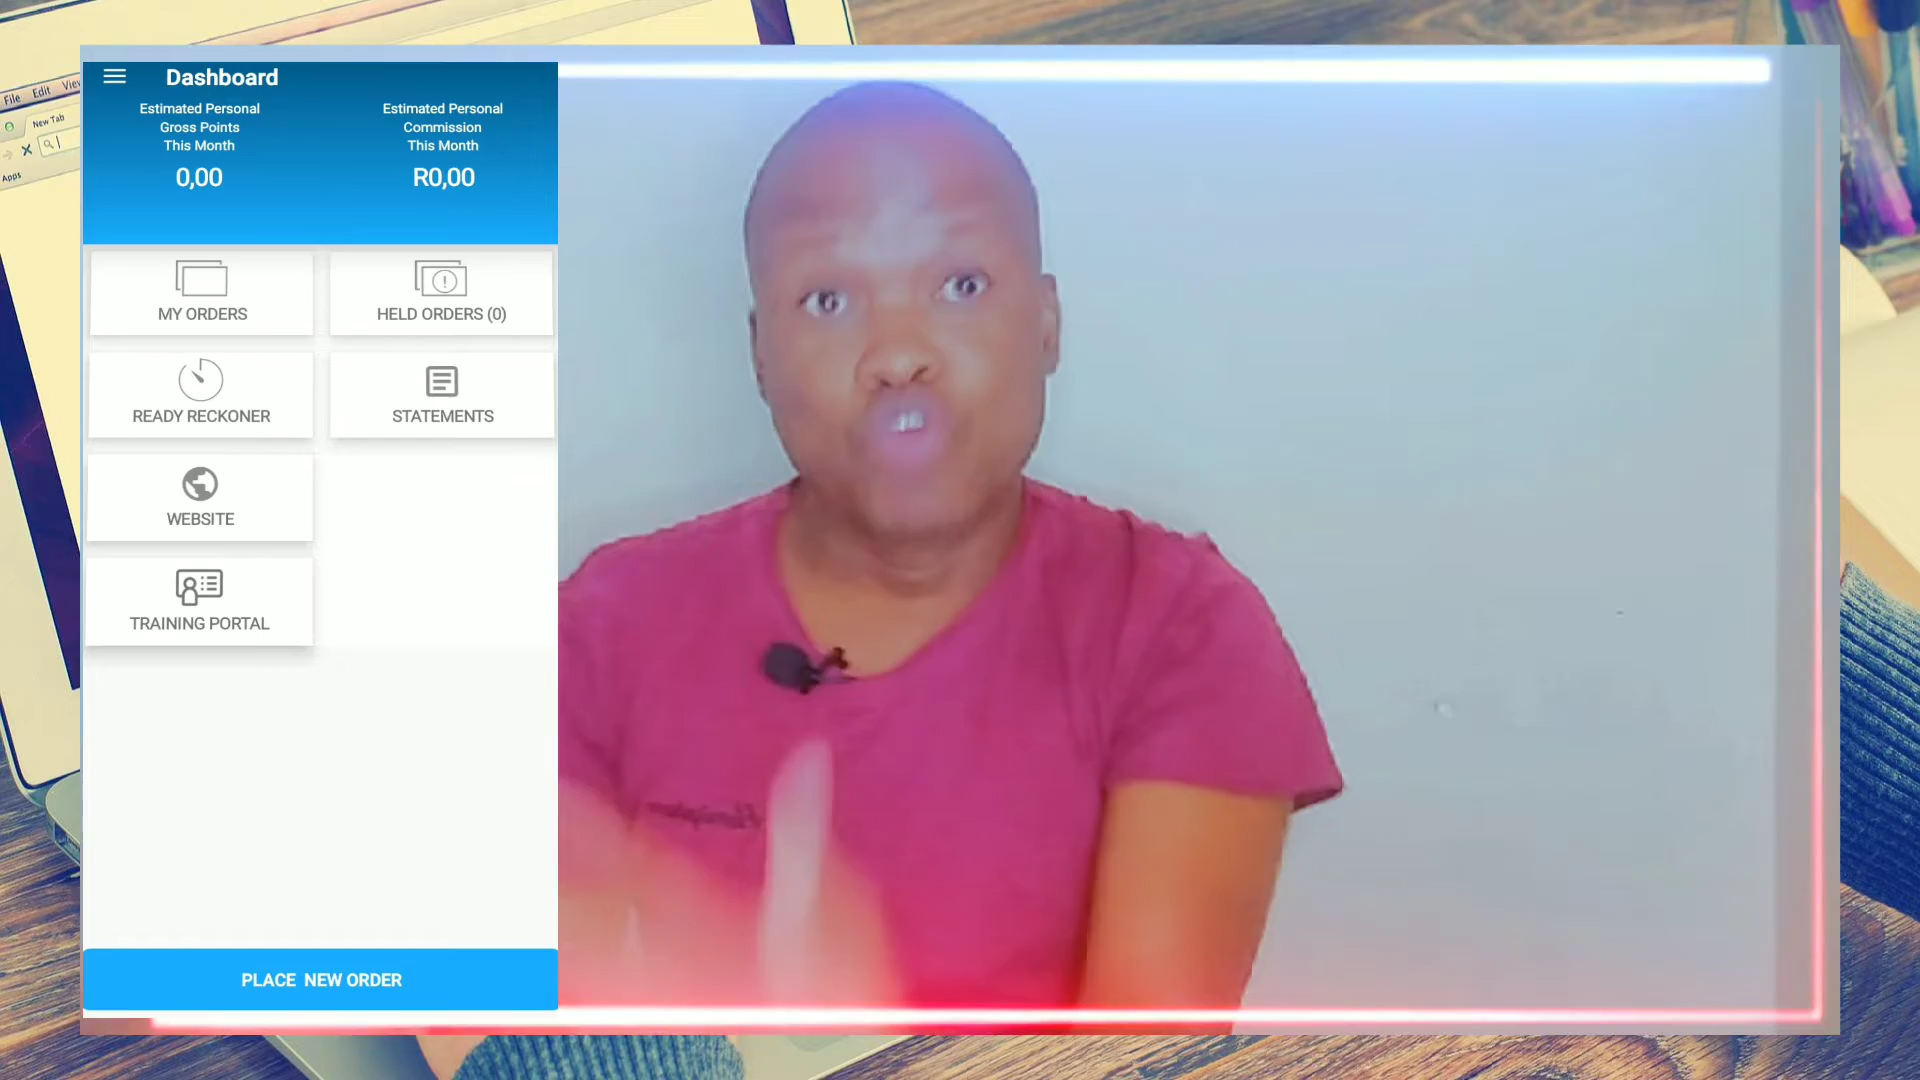 File Edit View
New Tab
Apps
Dashboard
Estimated Personal
Gross Points
This Month
0,00
Estimated Personal
Commission
This Month
R0,00
MY ORDERS
HELD ORDERS (0)
READY RECKONER
STATEMENTS
WEBSITE
TRAINING PORTAL
PLACE NEW ORDER